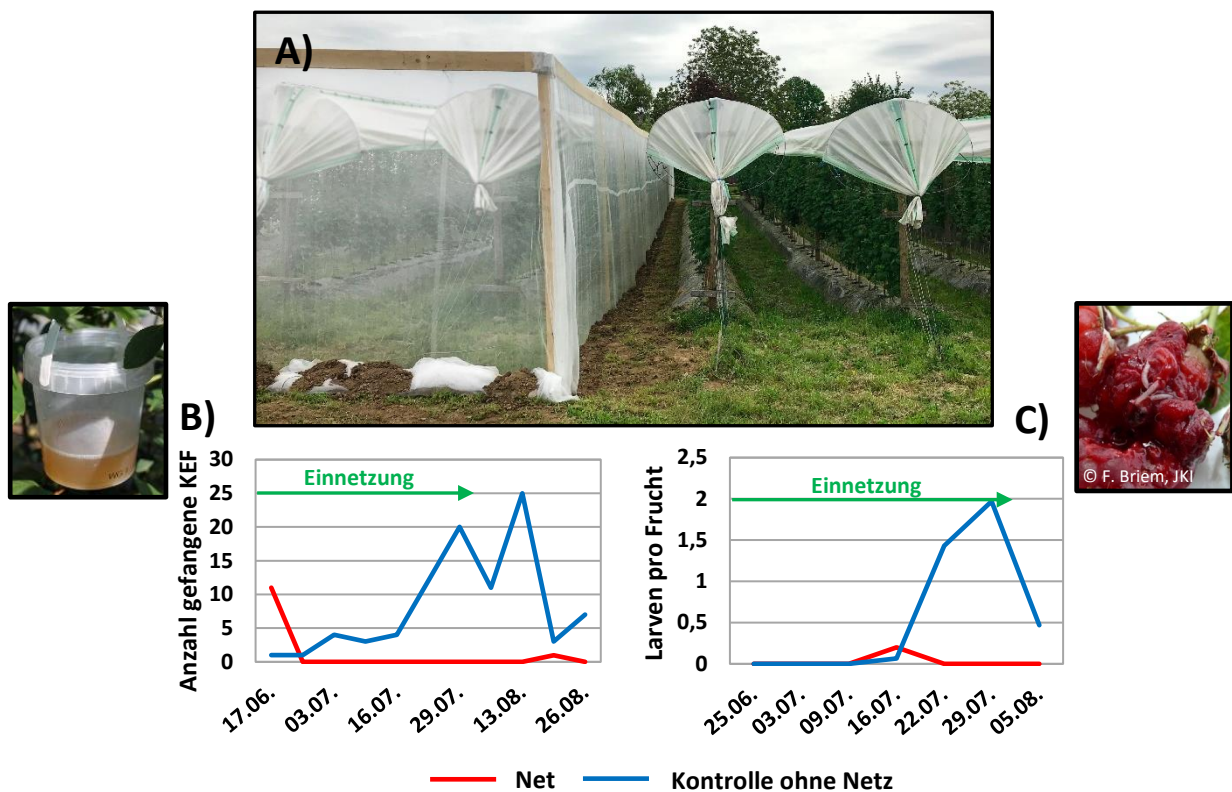 A)
B)
Anzahl gefangene KEF
30
25
20
15
10
5
0
Einnetzung
17.06.
03.07.
16.07.
29.07.
13.08.
26.08.
C)
© F. Briem, JKI
Larven pro Frucht
2,5
2
1,5
1
0,5
0
Einnetzung
25.06.
03.07.
09.07.
16.07.
22.07.
29.07.
05.08.
Net
Kontrolle ohne Netz